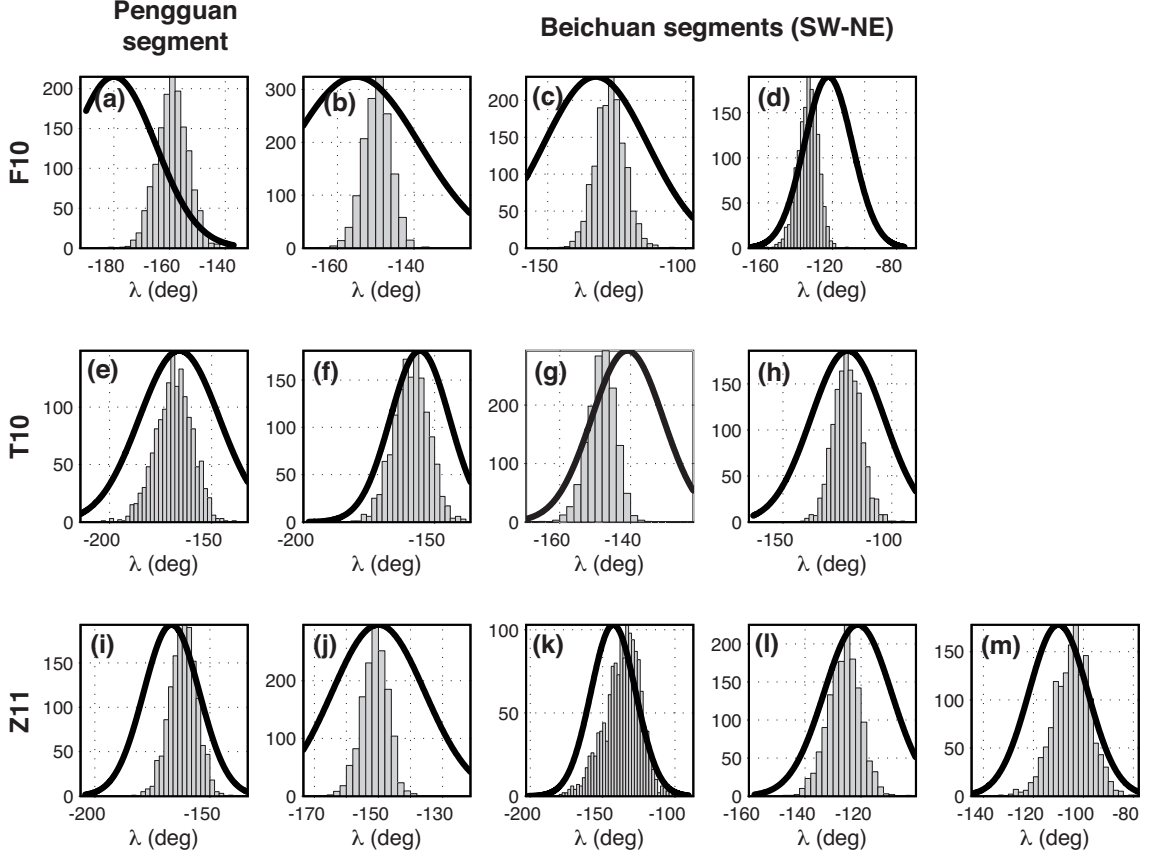 Pengguan
segment
Beichuan segments (SW-NE)
F10
(a)
200
150
100
50
0
-180 -160 -140
λ (deg)
(b)
300
200
100
0
-160 -140
λ (deg)
(c)
200
150
100
50
0
-150 -100
λ (deg)
(d)
150
100
50
0
-160 -120 -80
λ (deg)
T10
(e)
100
50
0
-200 -150
λ (deg)
(f)
150
100
50
0
-200 -150
λ (deg)
(g)
200
100
0
-160 -140
λ (deg)
(h)
150
100
50
0
-150 -100
λ (deg)
Z11
(i)
150
100
50
0
-200 -150
λ (deg)
(j)
200
100
0
-170 -150 -130
λ (deg)
(k)
100
50
0
-200 -150 -100
λ (deg)
(l)
200
150
100
50
0
-160 -140 -120
λ (deg)
(m)
150
100
50
0
-140 -120 -100 -80
λ (deg)